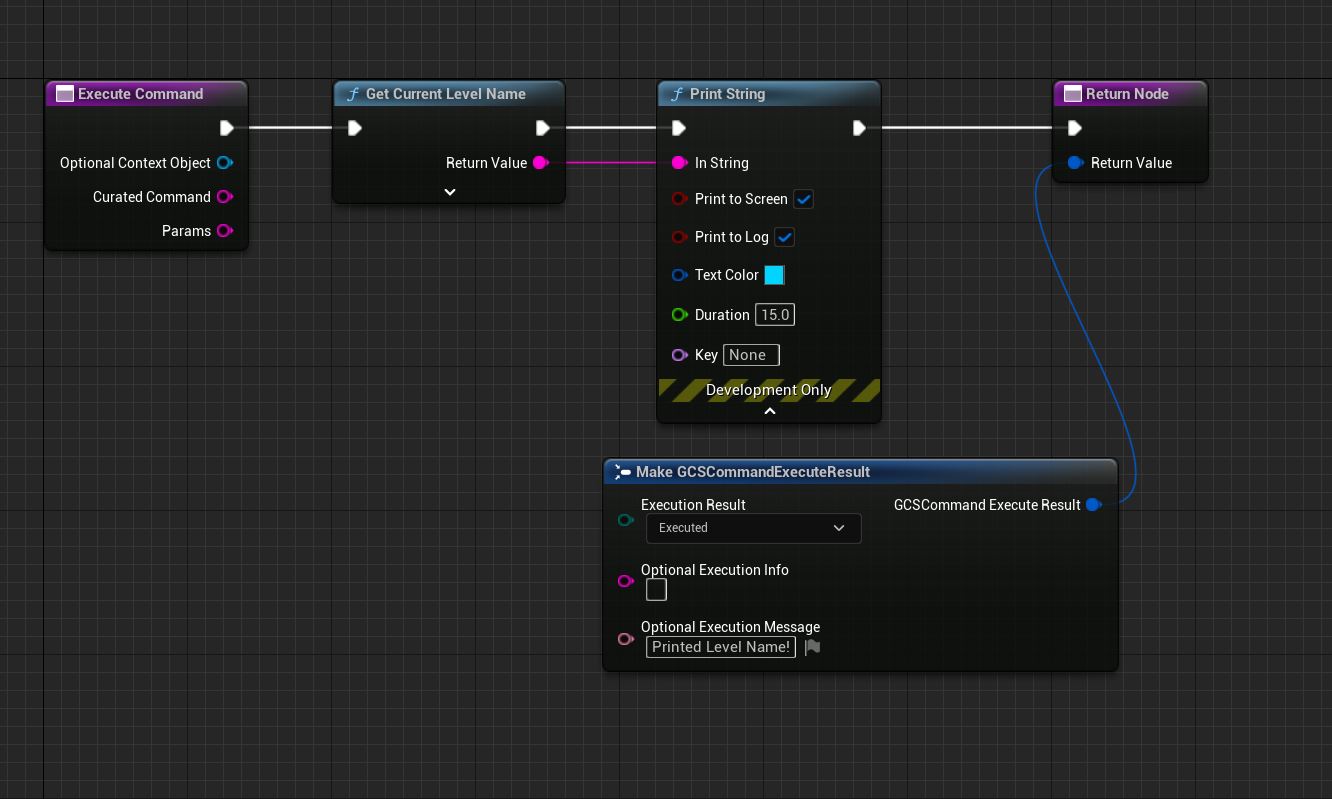 Execute Command
Optional Context Object
Curated Command
Params
f Get Current Level Name
Return Value
f Print String
In String
Print to Screen
Print to Log
Text Color
Duration 15.0
Key None
Development Only
Return Node
Return Value
Make GCSCommandExecuteResult
Execution Result
Executed
GCSCommand Execute Result
Optional Execution Info
Optional Execution Message
Printed Level Name!